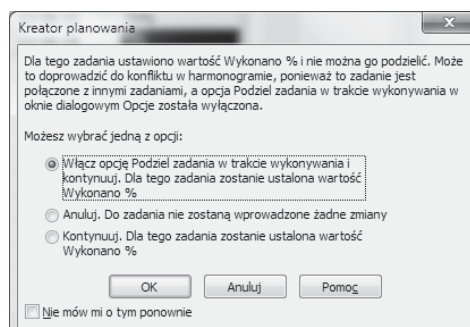 Kreator planowania
x
Dla tego zadania ustawiono wartość Wykonano % i nie można go podzielić. Może
to doprowadzić do konfliktu w harmonogramie, ponieważ to zadanie jest
połączone z innymi zadaniami, a opcja Podziel zadania w trakcie wykonywania w
oknie dialogowym Opcje została wyłączona.
Możesz wybrać jedną z opcji:
Włącz opcję Podziel zadania w trakcie wykonywania i
kontynuuj. Dla tego zadania zostanie ustalona wartość
Wykonano %
Anuluj. Do zadania nie zostaną wprowadzone żadne zmiany
Kontynuuj. Dla tego zadania zostanie ustalona wartość
Wykonano %
OK Anuluj Pomoc
Nie mów mi o tym ponownie